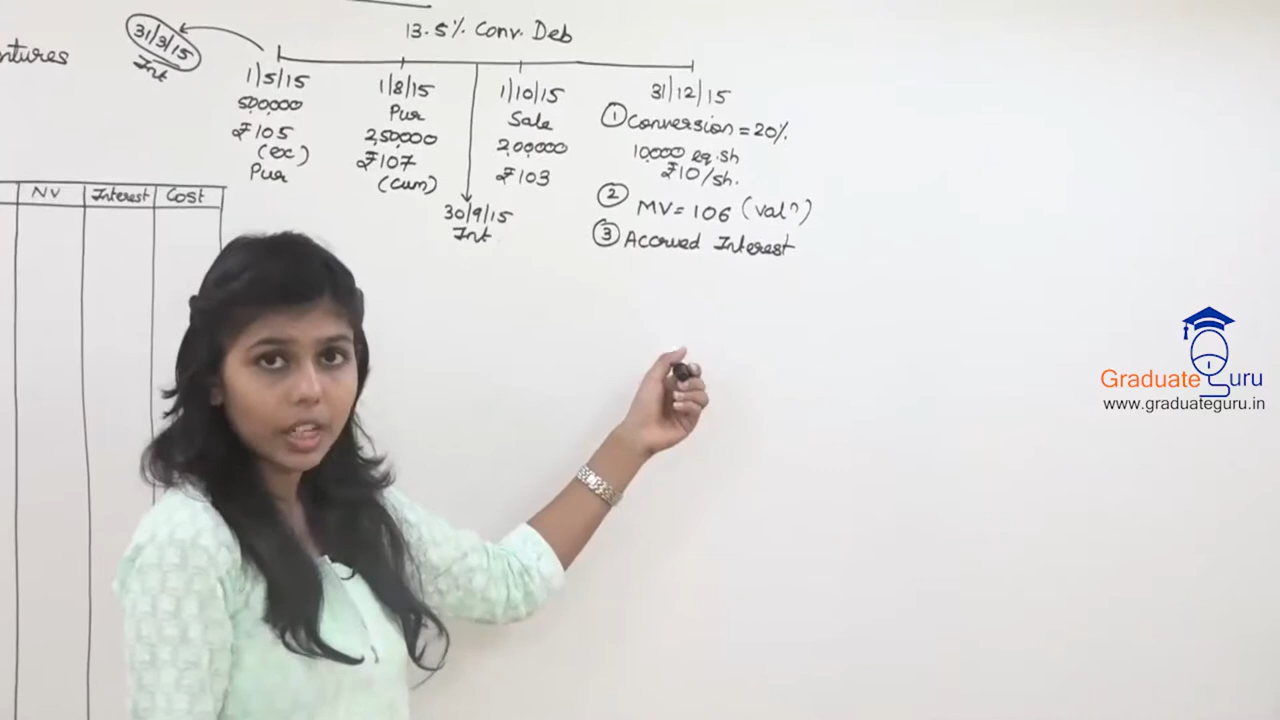 13.5% Conv. Deb
31/3/15
Int
ntures
1/5/15
500000
₹105
(ex)
Pur
1/8/15
Pur
2,50,000
₹107
(cum)
30/9/15
Int
1/10/15
Sale
2,00,000
₹103
31/12/15
① Conversion = 20%
10,000 eq.sh
₹10/sh.
② MV = 106 (Valⁿ)
③ Accrued Interest
NV Interest Cost
Graduate Guru
www.graduateguru.in